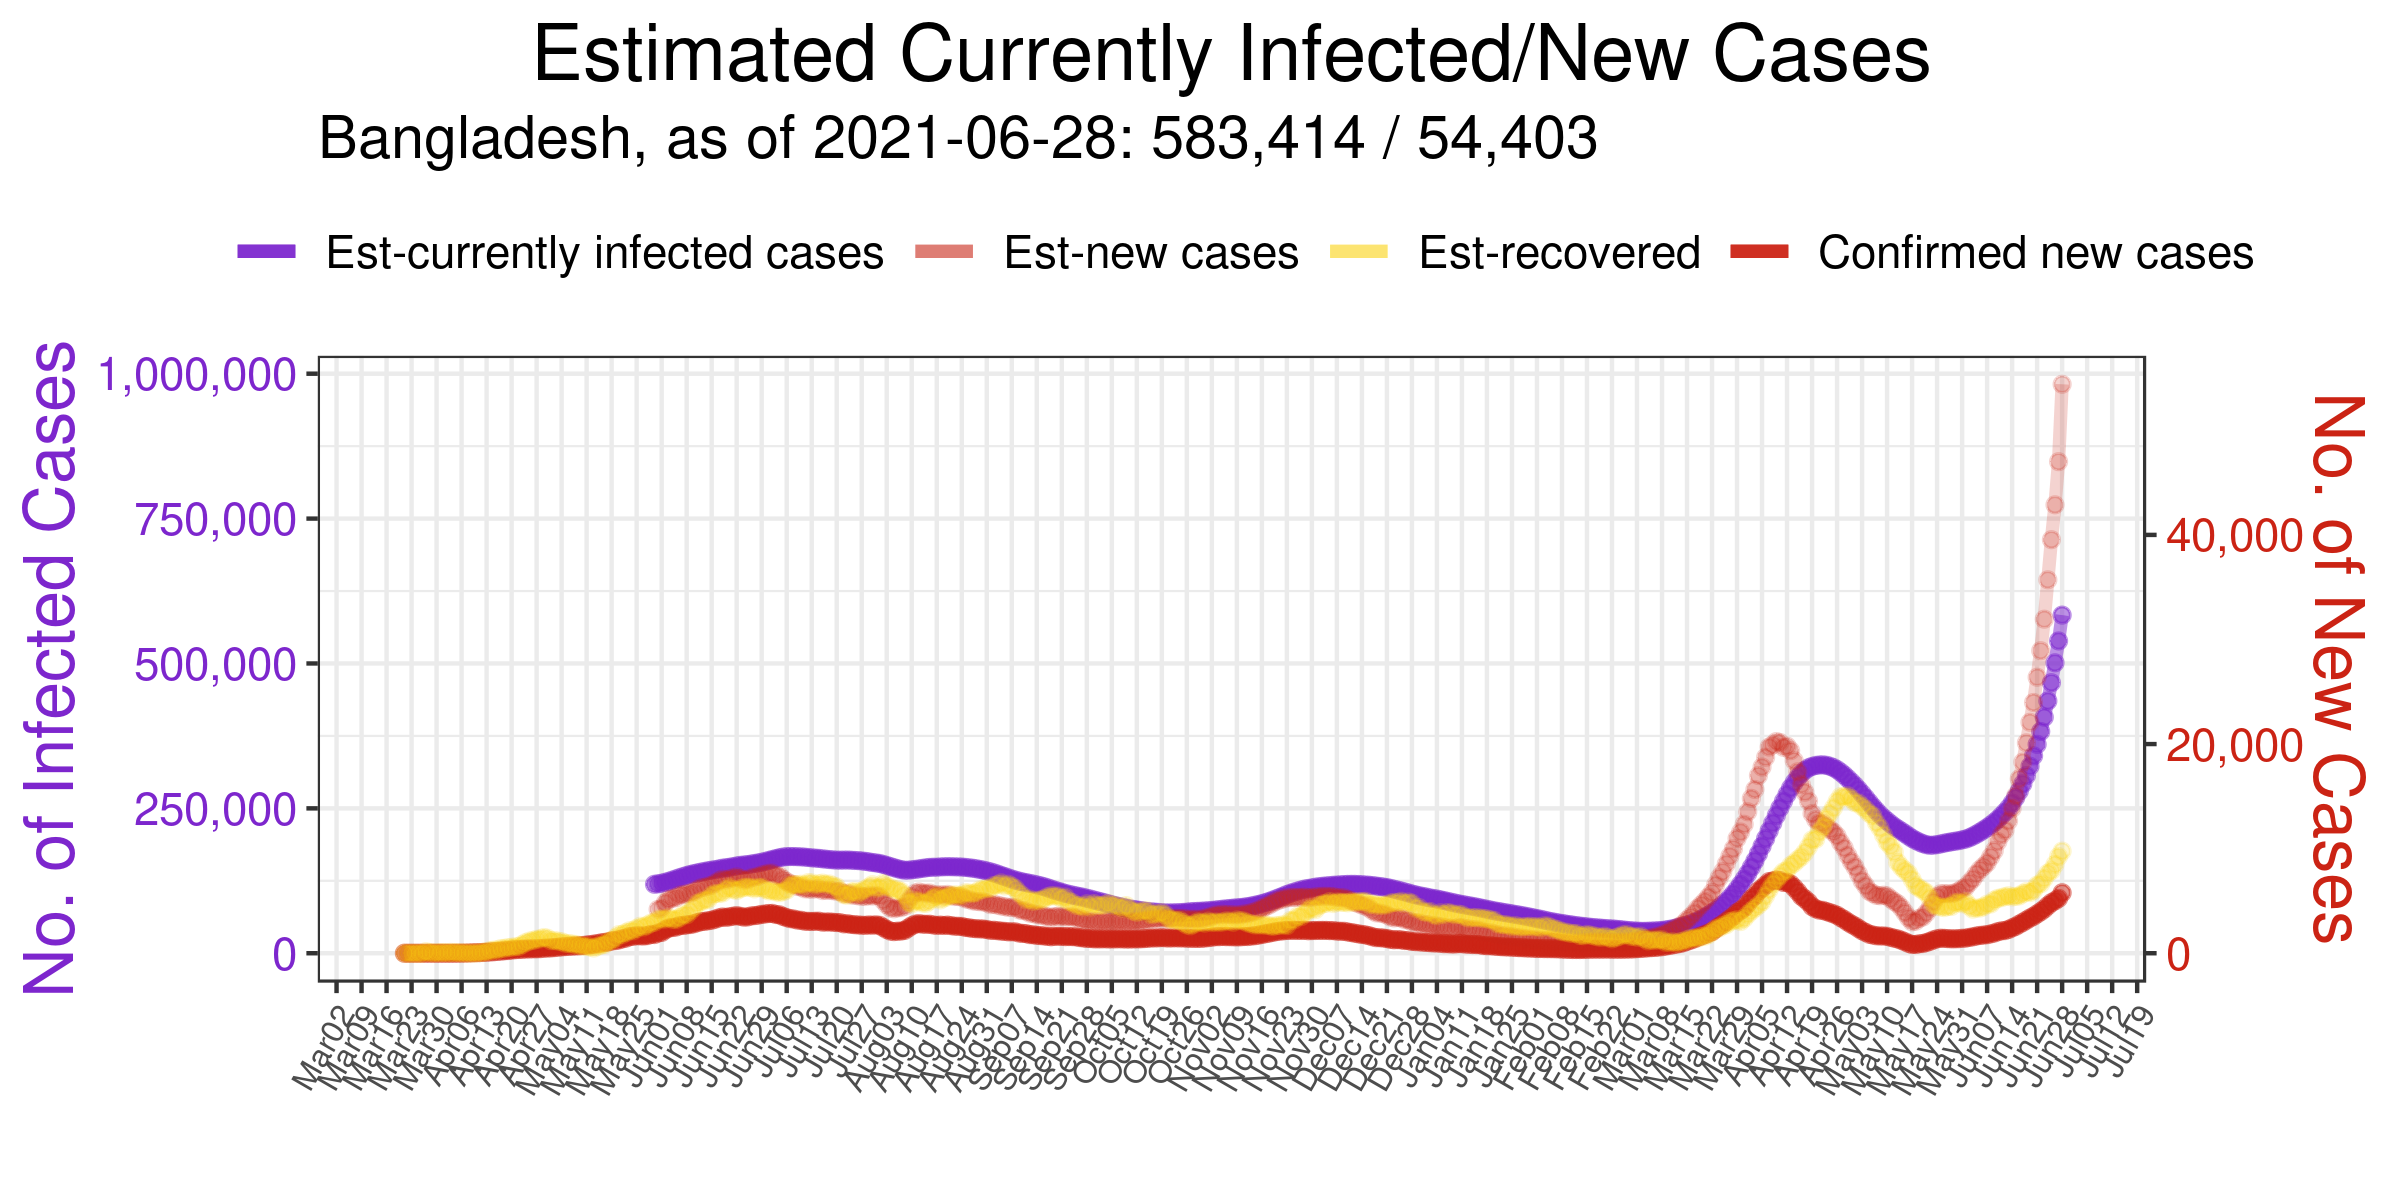 Estimated Currently Infected/New Cases
Bangladesh, as of 2021-06-28: 583,414 / 54,403
Est-currently infected cases
Est-new cases
Est-recovered
Confirmed new cases
No. of Infected Cases
1,000,000
750,000
500,000
250,000
0
No. of New Cases
40,000
20,000
0
Mar02
Mar09
Mar16
Mar23
Mar30
Apr06
Apr13
Apr20
Apr27
May04
May11
May18
May25
Jun01
Jun08
Jun15
Jun22
Jun29
Jul06
Jul13
Jul20
Jul27
Aug03
Aug10
Aug17
Aug24
Aug31
Sep07
Sep14
Sep21
Sep28
Oct05
Oct12
Oct19
Oct26
Nov02
Nov09
Nov16
Nov23
Nov30
Dec07
Dec14
Dec21
Dec28
Jan04
Jan11
Jan18
Jan25
Feb01
Feb08
Feb15
Feb22
Mar01
Mar08
Mar15
Mar22
Mar29
Apr05
Apr12
Apr19
Apr26
May03
May10
May17
May24
May31
Jun07
Jun14
Jun21
Jun28
Jul05
Jul12
Jul19